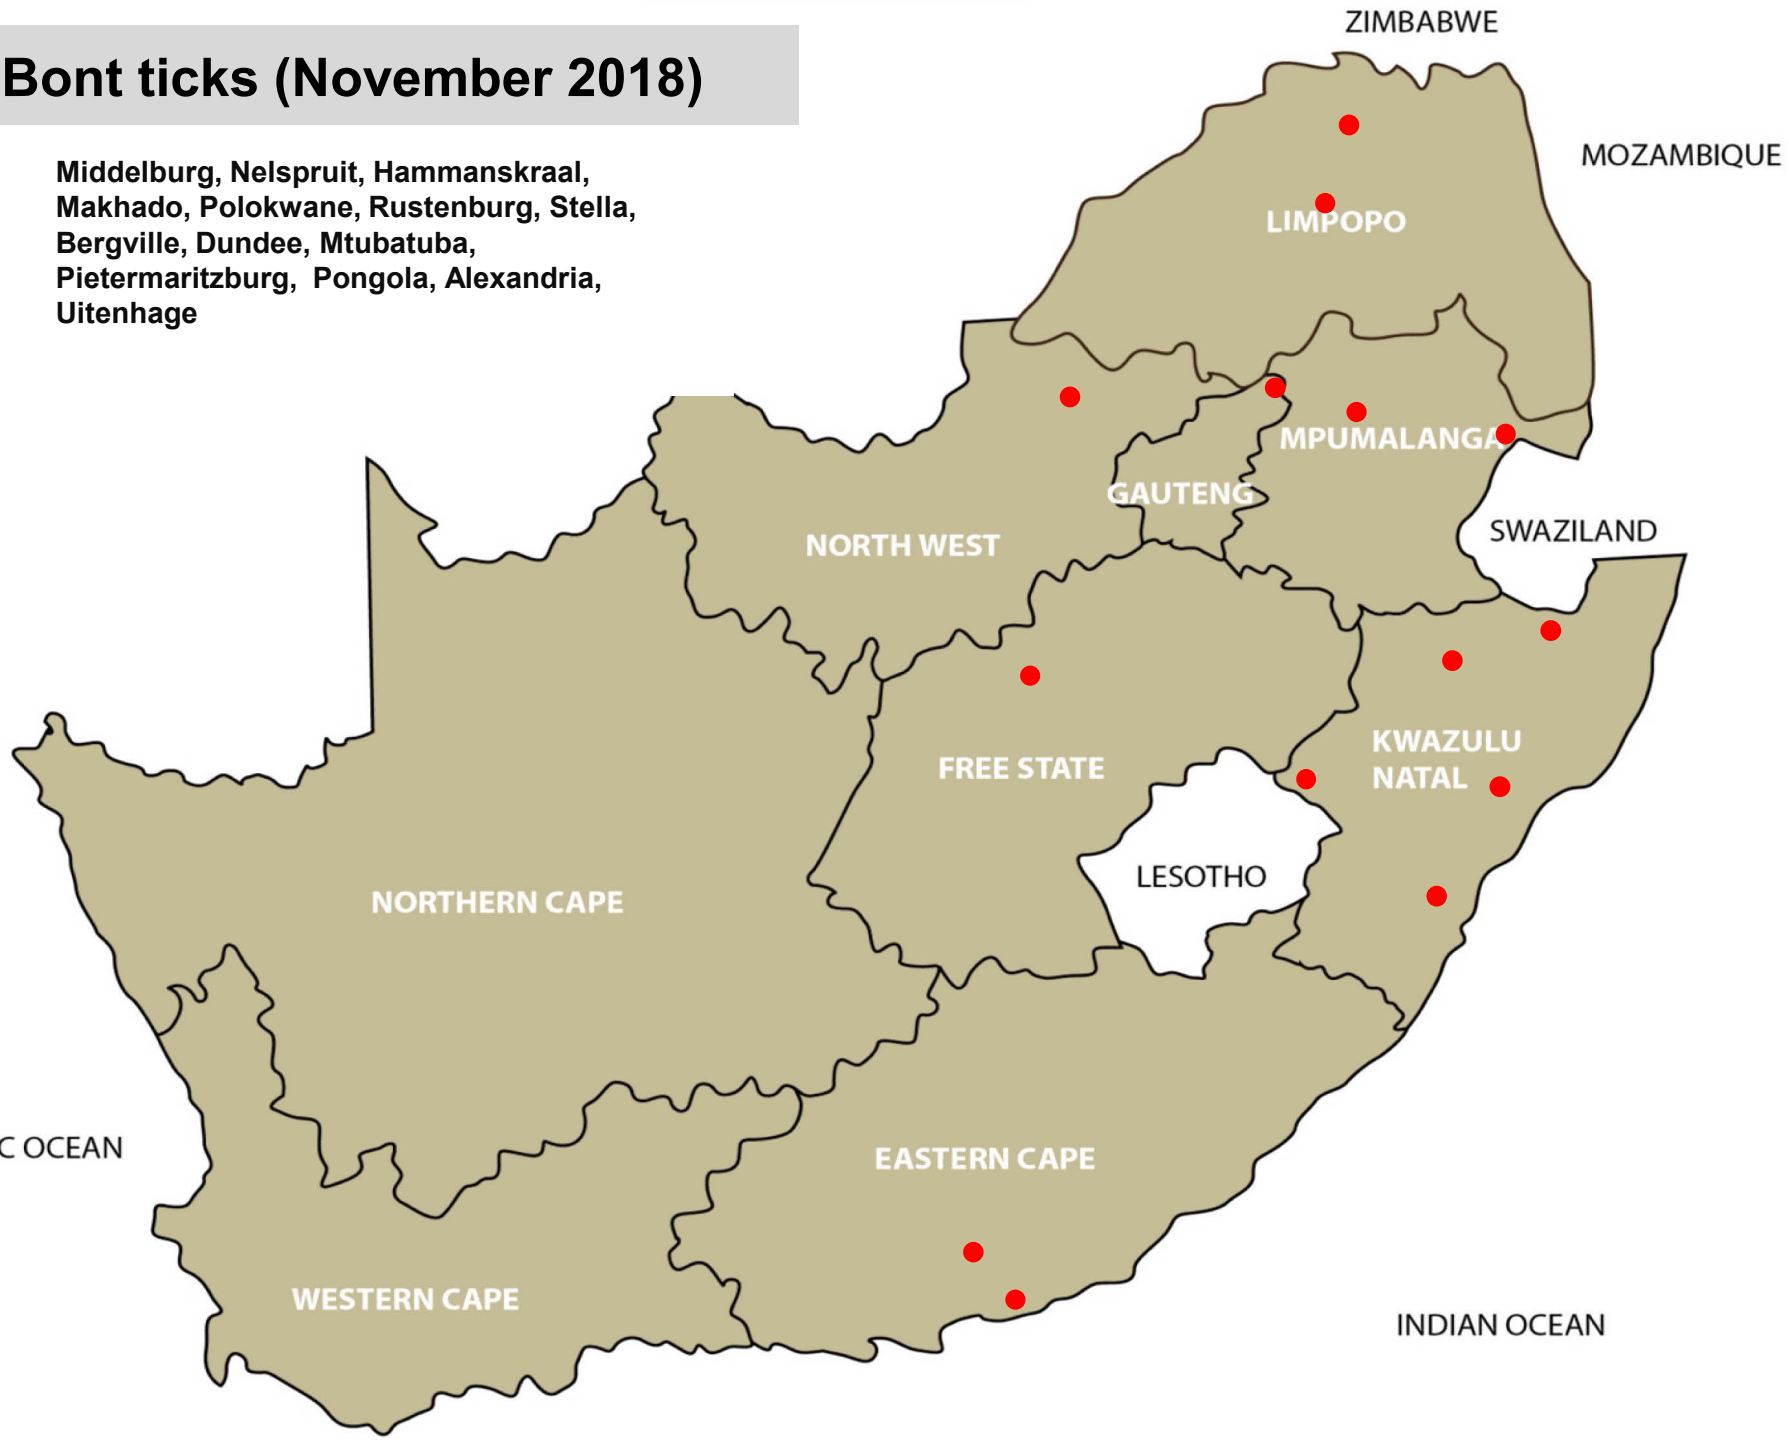 Bont ticks (November 2018)
Middelburg, Nelspruit, Hammanskraal,
Makhado, Polokwane, Rustenburg, Stella,
Bergville, Dundee, Mtubatuba,
Pietermaritzburg,  Pongola, Alexandria,
Uitenhage
ZIMBABWE
MOZAMBIQUE
LIMPOPO
MPUMALANGA
GAUTENG
SWAZILAND
NORTH WEST
KWAZULU
NATAL
FREE STATE
LESOTHO
NORTHERN CAPE
C OCEAN
EASTERN CAPE
WESTERN CAPE
INDIAN OCEAN